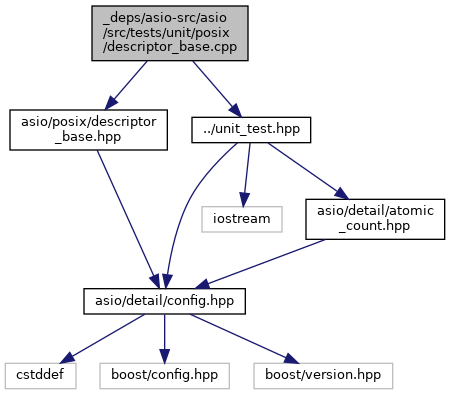 _deps/asio-src/asio
/src/tests/unit/posix
/descriptor_base.cpp
asio/posix/descriptor
_base.hpp
../unit_test.hpp
iostream
asio/detail/atomic
_count.hpp
asio/detail/config.hpp
cstddef
boost/config.hpp
boost/version.hpp